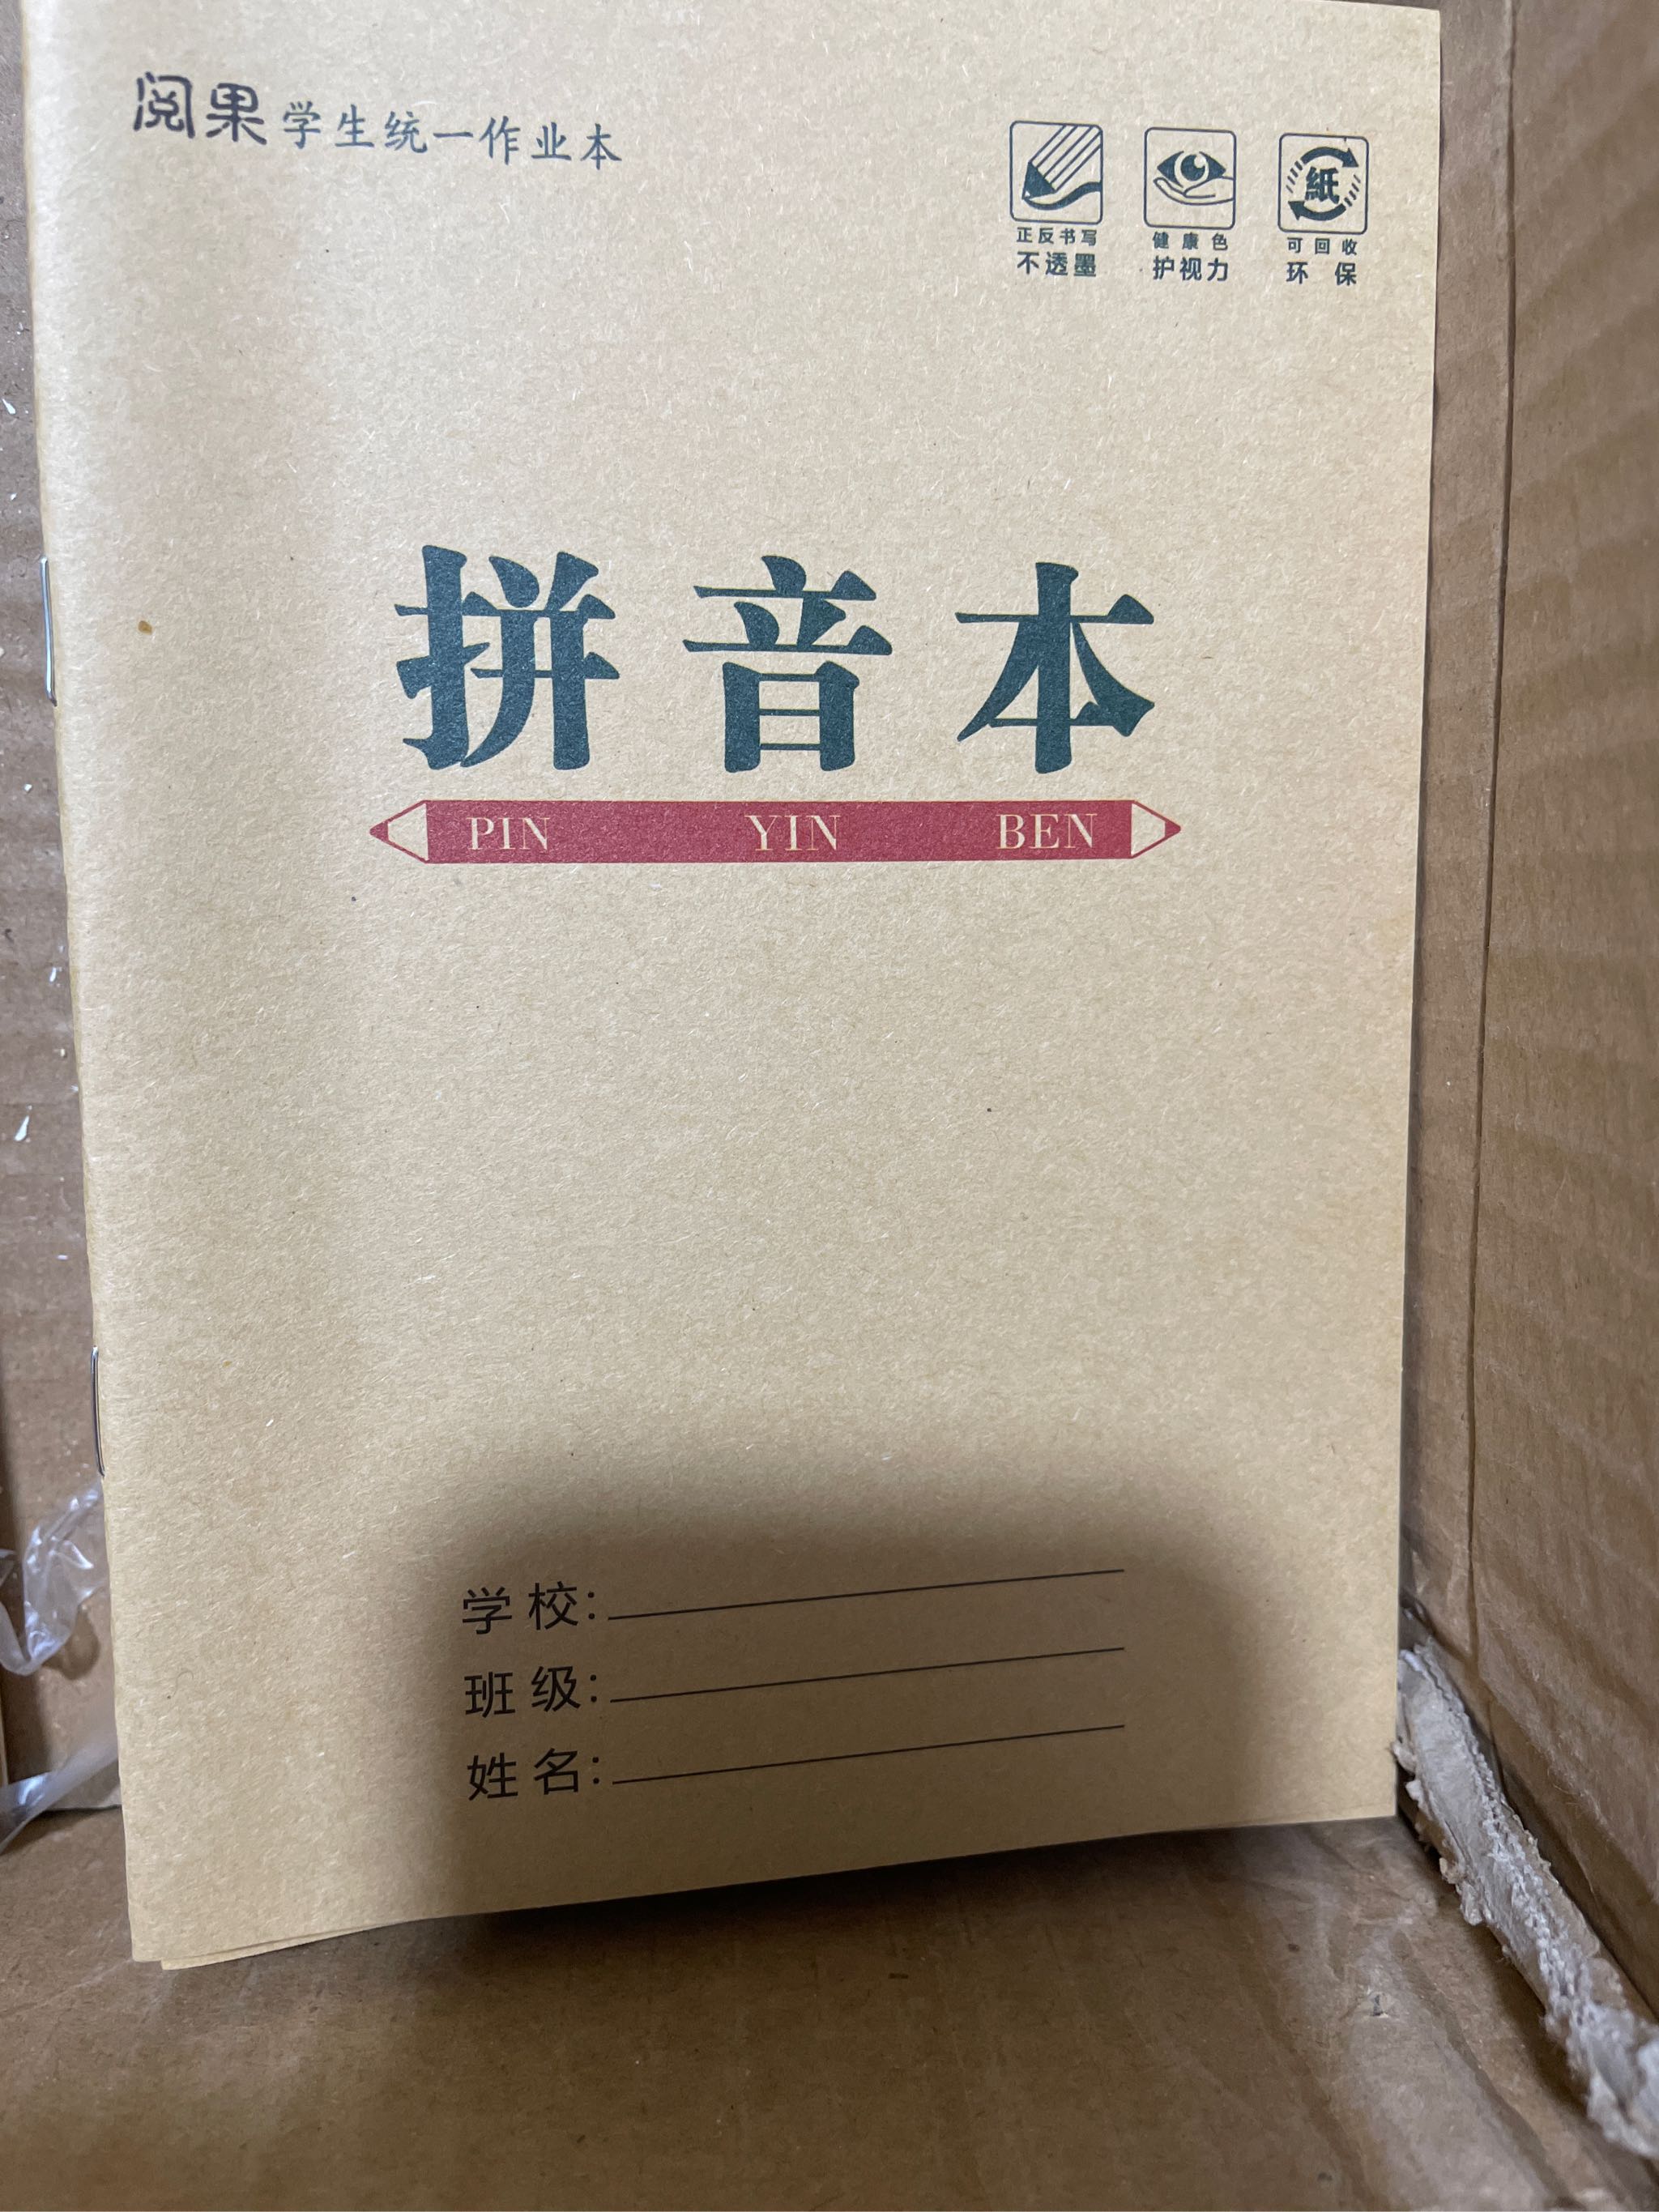 阅果学生统一作业本
紙
正反书写 健康色 可回收
不透墨 护视力 环保
拼音本
PIN YIN BEN
学校:
班级:
姓名: